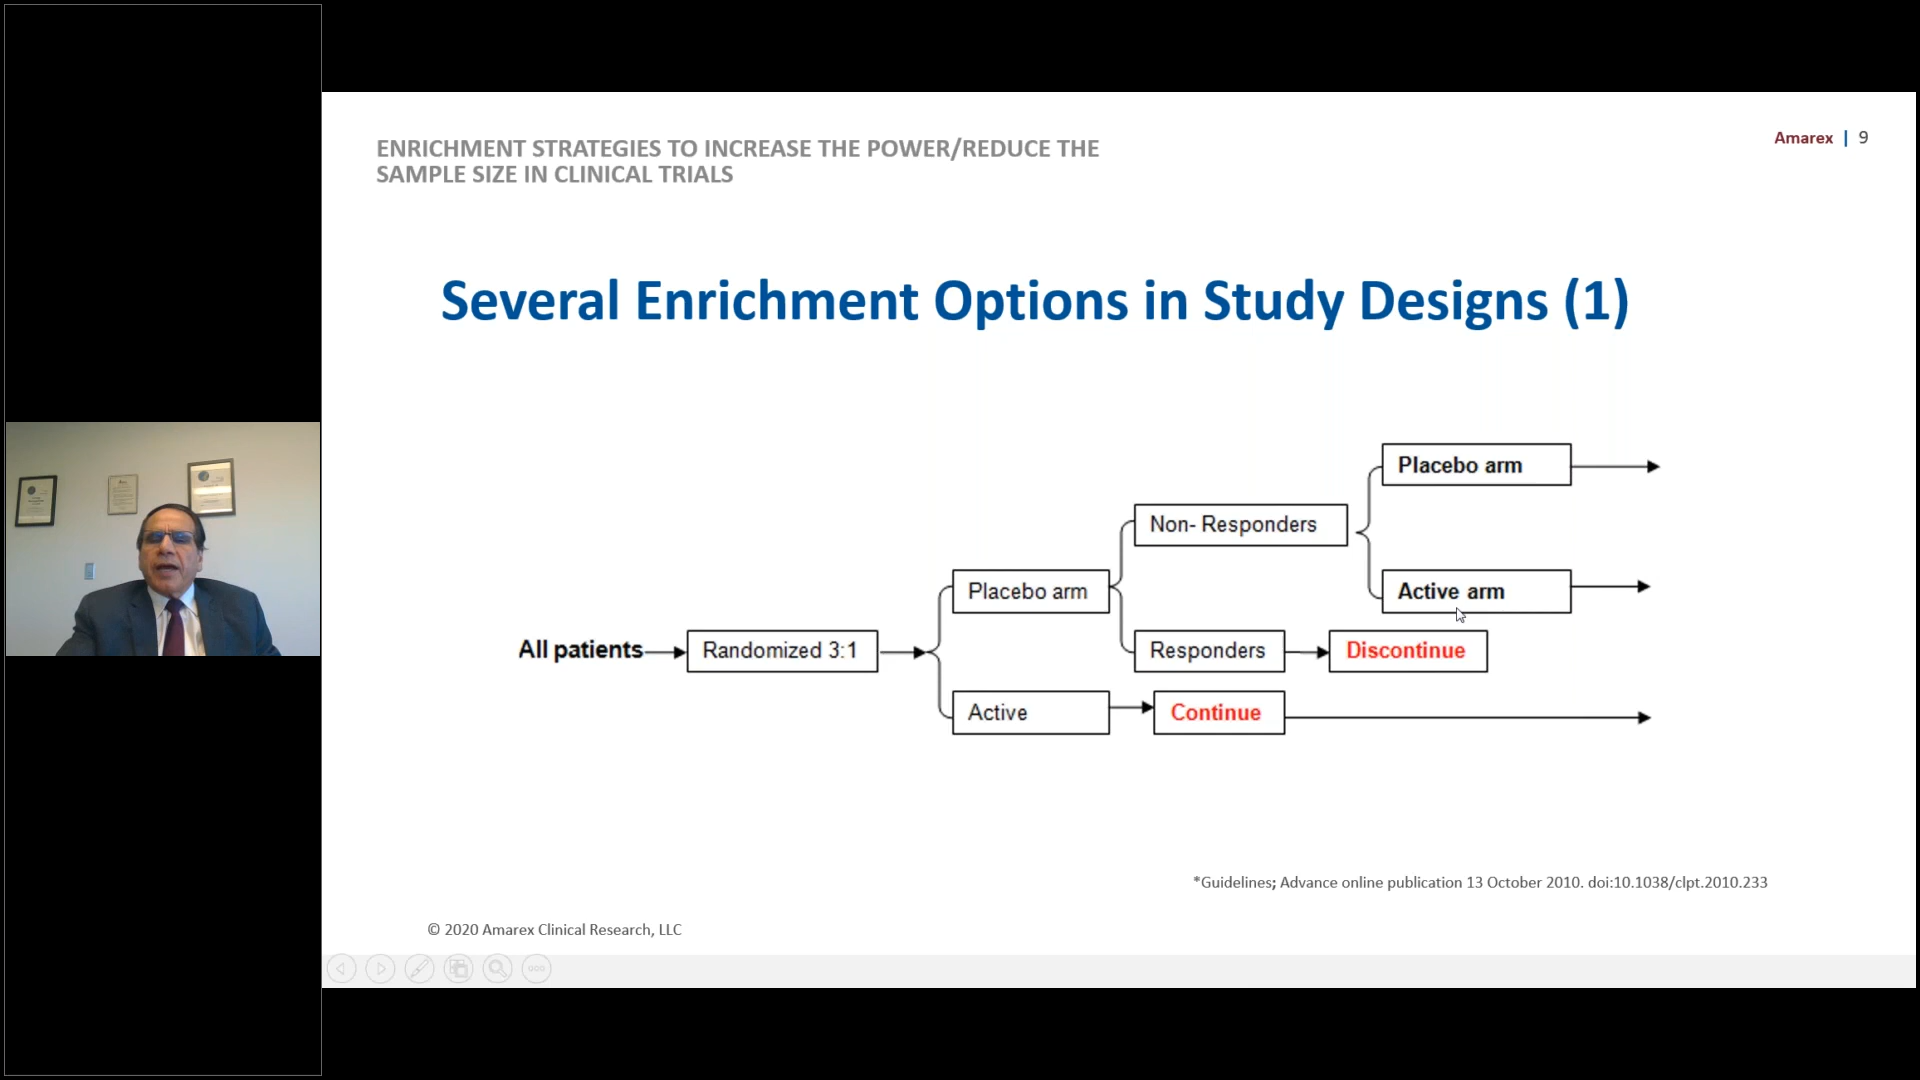 ENRICHMENT STRATEGIES TO INCREASE THE POWER/REDUCE THE
SAMPLE SIZE IN CLINICAL TRIALS
Amarex | 9
Several Enrichment Options in Study Designs (1)
Placebo arm
Non- Responders
Placebo arm
Active arm
All patients
Randomized 3:1
Responders
Discontinue
Active
Continue
*Guidelines; Advance online publication 13 October 2010. doi:10.1038/clpt.2010.233
© 2020 Amarex Clinical Research, LLC